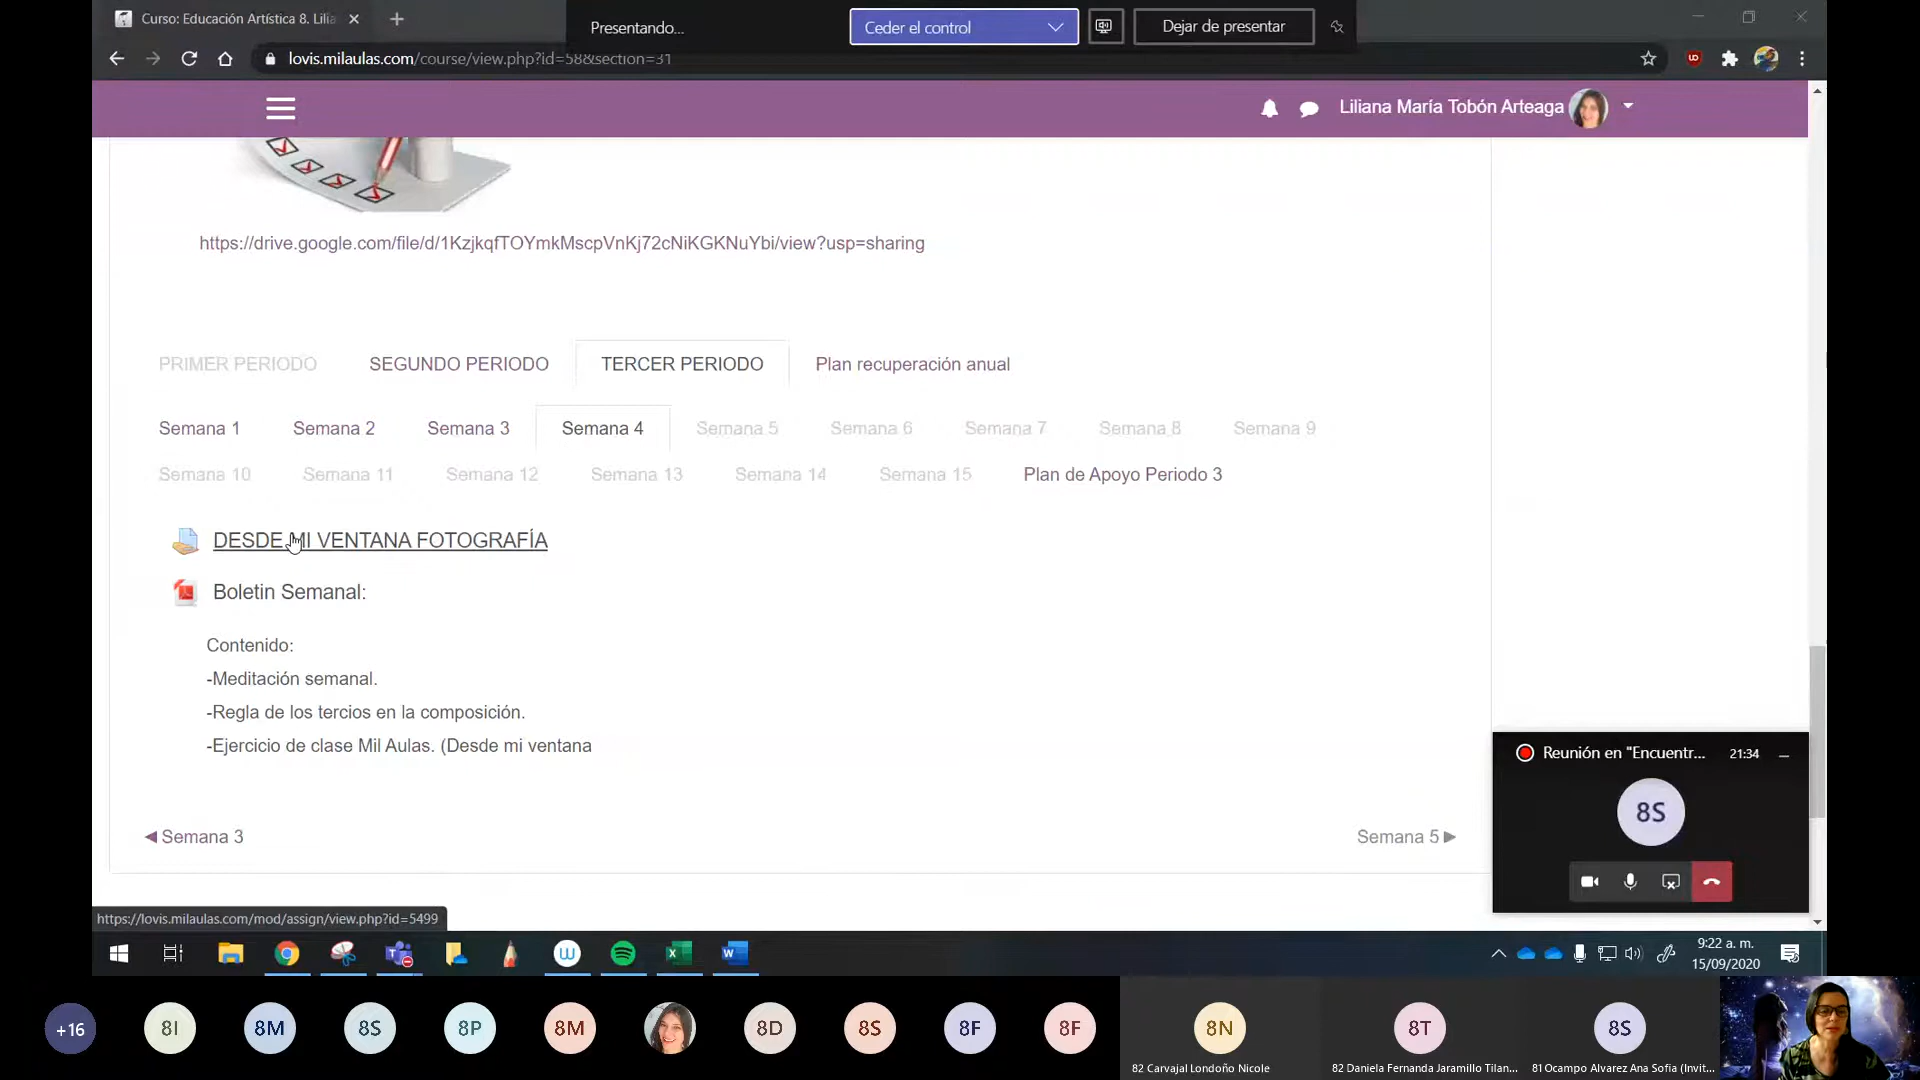 Curso: Educación Artística 8. Lilia
Presentando...
Ceder el control
Dejar de presentar
lovis.milaulas.com/course/view.php?id=58&section=31
Liliana María Tobón Arteaga
https://drive.google.com/file/d/1KzjkqfTOYmkMscpVnKj72cNiKGKNuYbi/view?usp=sharing
PRIMER PERIODO SEGUNDO PERIODO TERCER PERIODO Plan recuperación anual
Semana 1 Semana 2 Semana 3 Semana 4 Semana 5 Semana 6 Semana 7 Semana 8 Semana 9
Semana 10 Semana 11 Semana 12 Semana 13 Semana 14 Semana 15 Plan de Apoyo Periodo 3
DESDE MI VENTANA FOTOGRAFÍA
Boletin Semanal:
Contenido:
-Meditación semanal.
-Regla de los tercios en la composición.
-Ejercicio de clase Mil Aulas. (Desde mi ventana
Reunión en "Encuentr... 21:34
8S
Semana 3 Semana 5
https://lovis.milaulas.com/mod/assign/view.php?id=5499
9:22 a. m.
15/09/2020
+16 8I 8M 8S 8P 8M 8D 8S 8F 8F 8N 8T 8S
82 Carvajal Londoño Nicole 82 Daniela Fernanda Jaramillo Tilan... 81 Ocampo Alvarez Ana Sofia (Invit...